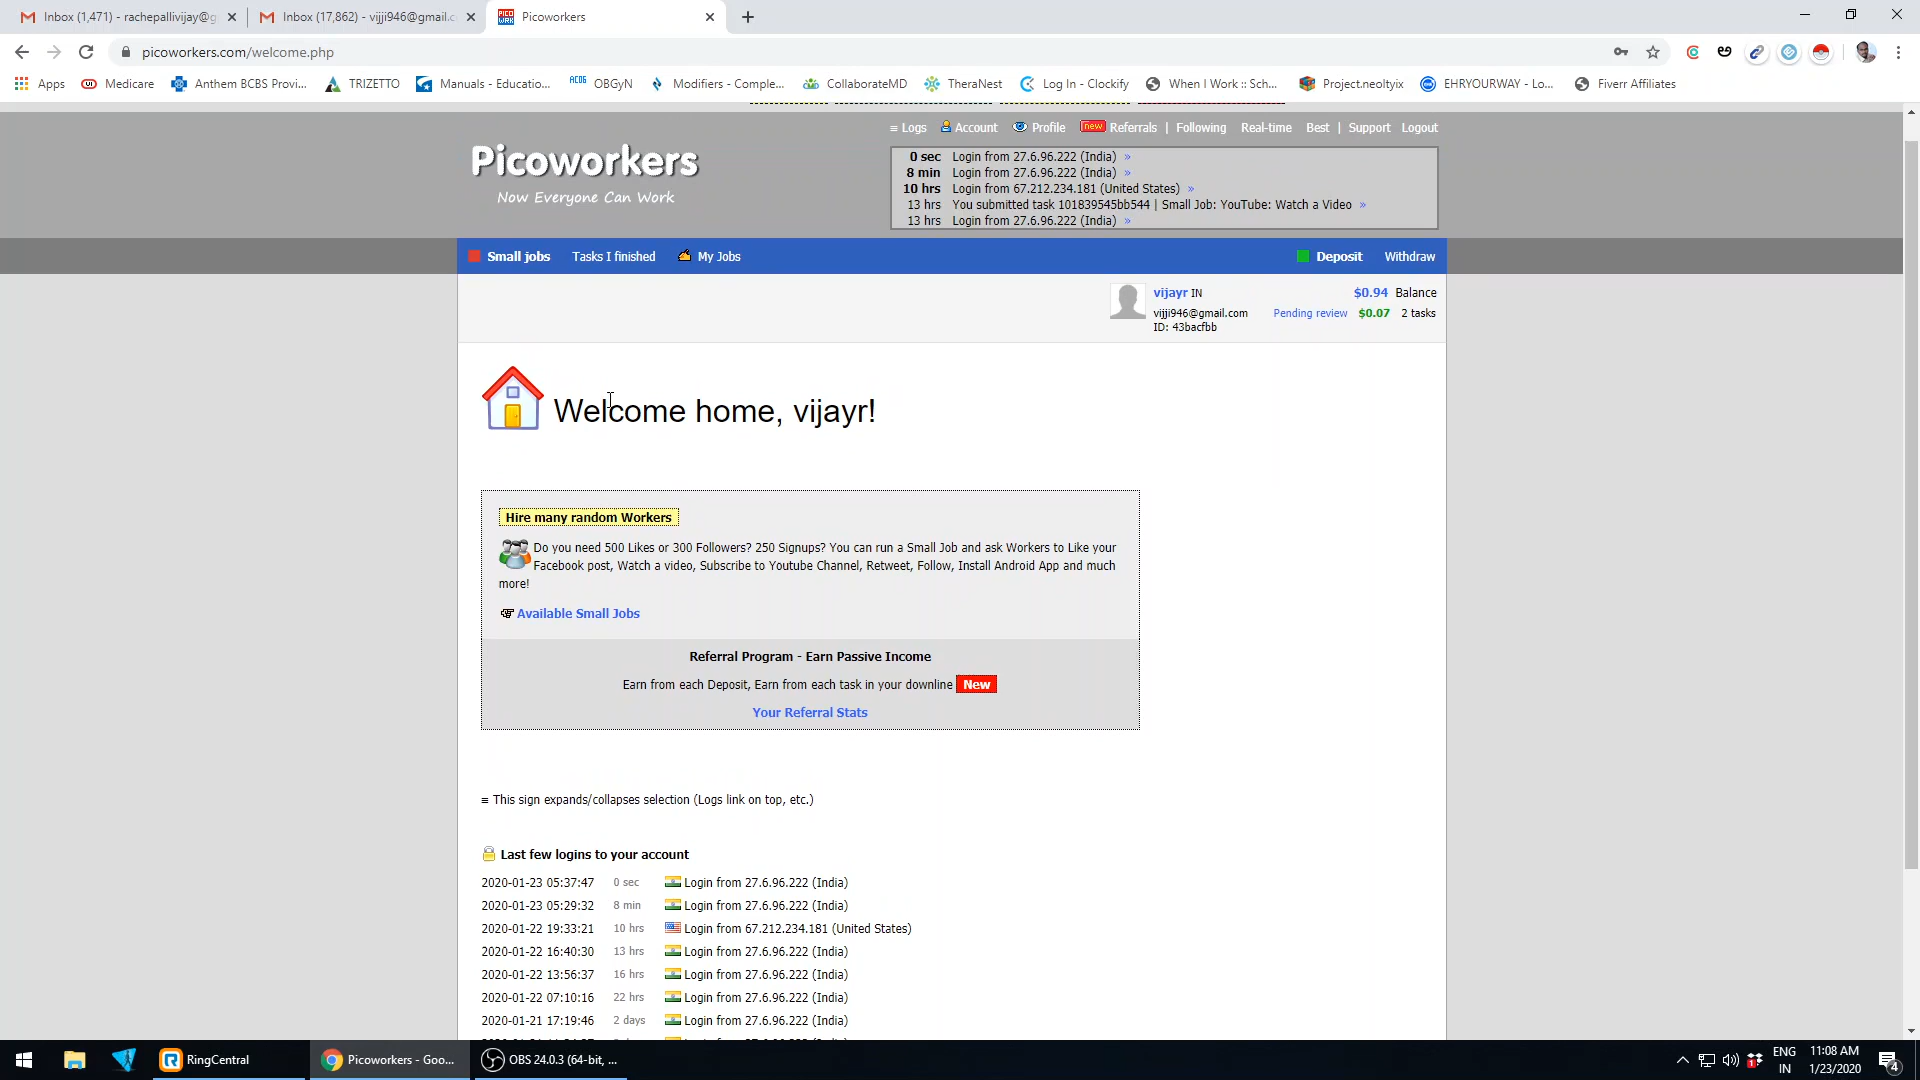 Inbox (1,471) - rachepallivijay@g
Inbox (17,862) - vijji946@gmail.c
Picoworkers
picoworkers.com/welcome.php
Apps
Medicare
Anthem BCBS Provi...
TRIZETTO
Manuals - Educatio...
ACOG OBGyN
Modifiers - Comple...
CollaborateMD
TheraNest
Log In - Clockify
When I Work :: Sch...
Project.neoltyix
EHRYOURWAY - Lo...
Fiverr Affiliates
≡ Logs Account Profile new Referrals | Following Real-time Best | Support Logout
Picoworkers
Now Everyone Can Work
0 sec Login from 27.6.96.222 (India) »
8 min Login from 27.6.96.222 (India) »
10 hrs Login from 67.212.234.181 (United States) »
13 hrs You submitted task 101839545bb544 | Small Job: YouTube: Watch a Video »
13 hrs Login from 27.6.96.222 (India) »
Small jobs Tasks I finished My Jobs Deposit Withdraw
vijayr IN $0.94 Balance
vijji946@gmail.com Pending review $0.07 2 tasks
ID: 43bacfbb
Welcome home, vijayr!
Hire many random Workers
Do you need 500 Likes or 300 Followers? 250 Signups? You can run a Small Job and ask Workers to Like your
Facebook post, Watch a video, Subscribe to Youtube Channel, Retweet, Follow, Install Android App and much
more!
Available Small Jobs
Referral Program - Earn Passive Income
Earn from each Deposit, Earn from each task in your downline New
Your Referral Stats
≡ This sign expands/collapses selection (Logs link on top, etc.)
Last few logins to your account
2020-01-23 05:37:47 0 sec Login from 27.6.96.222 (India)
2020-01-23 05:29:32 8 min Login from 27.6.96.222 (India)
2020-01-22 19:33:21 10 hrs Login from 67.212.234.181 (United States)
2020-01-22 16:40:30 13 hrs Login from 27.6.96.222 (India)
2020-01-22 13:56:37 16 hrs Login from 27.6.96.222 (India)
2020-01-22 07:10:16 22 hrs Login from 27.6.96.222 (India)
2020-01-21 17:19:46 2 days Login from 27.6.96.222 (India)
RingCentral
Picoworkers - Goo...
OBS 24.0.3 (64-bit, ...
ENG
IN
11:08 AM
1/23/2020
4